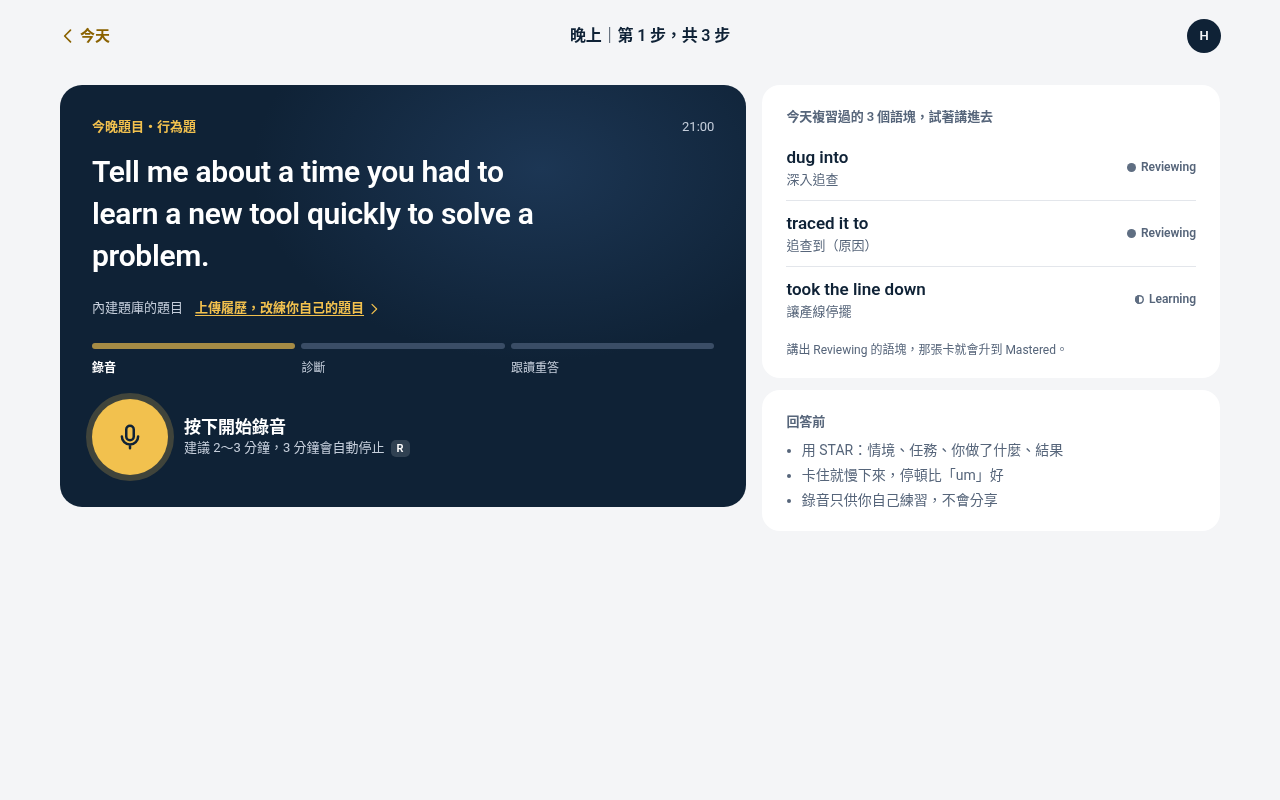 今天
晚上｜第 1 步，共 3 步
H
今晚題目・行為題
21:00
Tell me about a time you had to
learn a new tool quickly to solve a
problem.
內建題庫的題目 上傳履歷，改練你自己的題目
錄音
診斷
跟讀重答
按下開始錄音
建議 2～3 分鐘，3 分鐘會自動停止 R
今天複習過的 3 個語塊，試著講進去
dug into
深入追查
Reviewing
traced it to
追查到（原因）
Reviewing
took the line down
讓產線停擺
Learning
講出 Reviewing 的語塊，那張卡就會升到 Mastered。
回答前
• 用 STAR：情境、任務、你做了什麼、結果
• 卡住就慢下來，停頓比「um」好
• 錄音只供你自己練習，不會分享